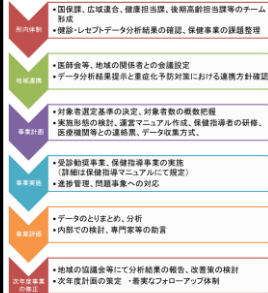 庁内体制
•国保課、広域連合、健康担当課、後期高齢担当課等のチーム
形成
•健診・レセプトデータ分析結果の確認、保健事業の課題整理
地域連携
•医師会等、地域の関係者との会議設定
•データ分析結果提示と重症化予防対策における連携方針確認
事業計画
•対象者選定基準の決定、対象者数の概数把握
•実施形態の検討、運営マニュアル作成、保健指導者の研修、
医療機関等との連絡票、データ収集方式、
事業実施
•受診勧奨事業、保健指導事業の実施
（詳細は保健指導マニュアルにて規定）
•進捗管理、問題事象への対応
事業評価
•データのとりまとめ、分析
•内部での検討、専門家等の助言
次年度事業
の修正
•地域の協議会等にて分析結果の報告、改善策の検討
•次年度計画の策定 ・着実なフォローアップ体制